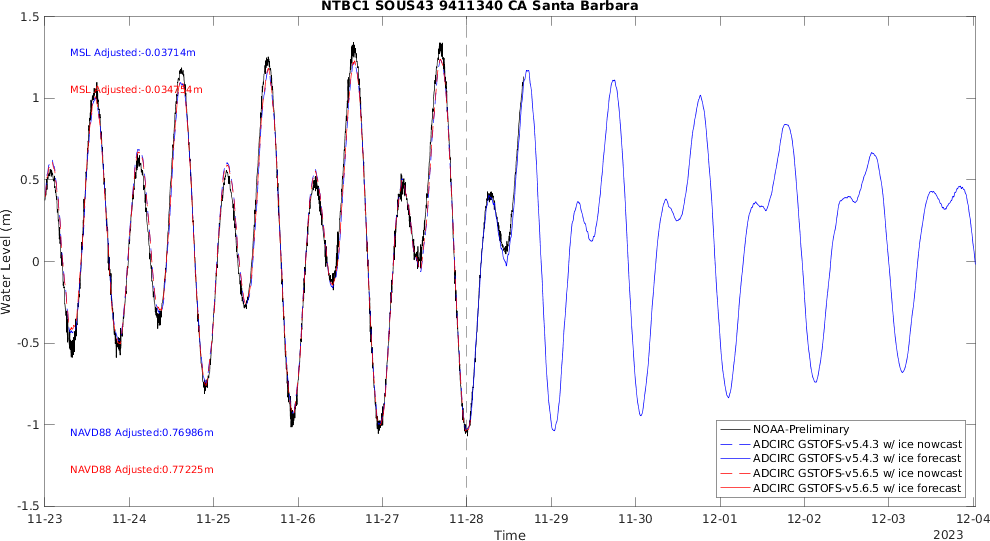 NTBC1 SOUS43 9411340 CA Santa Barbara
1.5
1
0.5
0
-0.5
-1
-1.5
Water Level (m)
MSL Adjusted:-0.03714m
MSL Adjusted:-0.034754m
NAVD88 Adjusted:0.76986m
NAVD88 Adjusted:0.77225m
NOAA-Preliminary
ADCIRC GSTOFS-v5.4.3 w/ ice nowcast
ADCIRC GSTOFS-v5.4.3 w/ ice forecast
ADCIRC GSTOFS-v5.6.5 w/ ice nowcast
ADCIRC GSTOFS-v5.6.5 w/ ice forecast
11-23 11-24 11-25 11-26 11-27 11-28 11-29 11-30 12-01 12-02 12-03 12-04
Time
2023